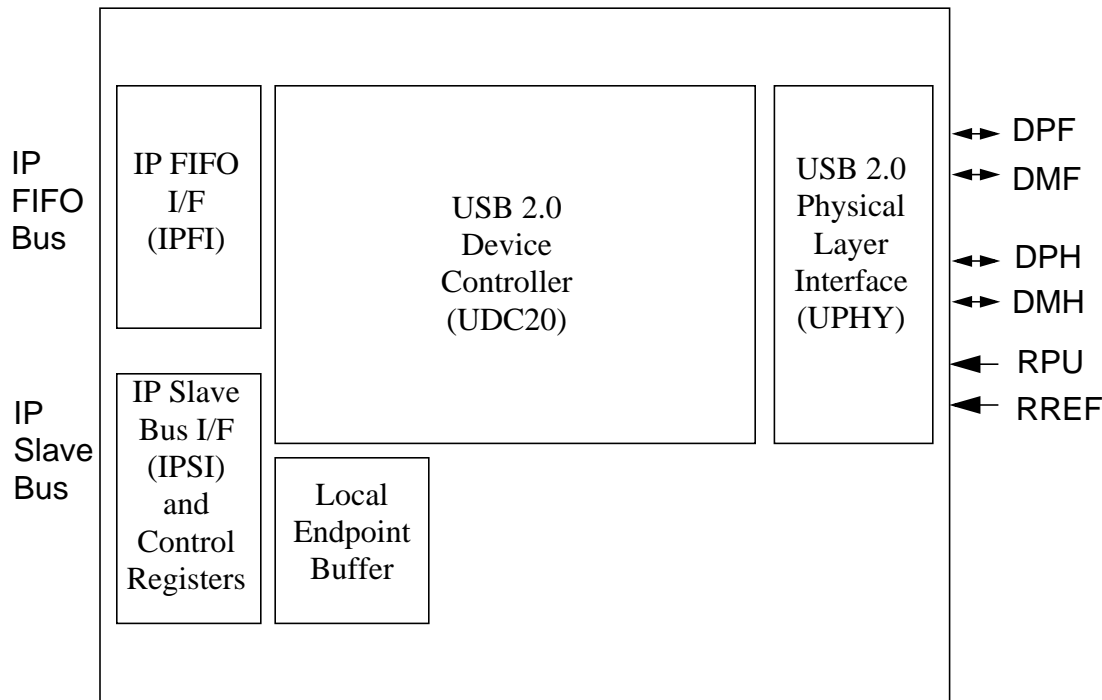 IP
FIFO
Bus
IP FIFO
I/F
(IPFI)
USB 2.0
Device
Controller
(UDC20)
USB 2.0
Physical
Layer
Interface
(UPHY)
DPF
DMF
DPH
DMH
RPU
RREF
IP
Slave
Bus
IP Slave
Bus I/F
(IPSI)
and
Control
Registers
Local
Endpoint
Buffer